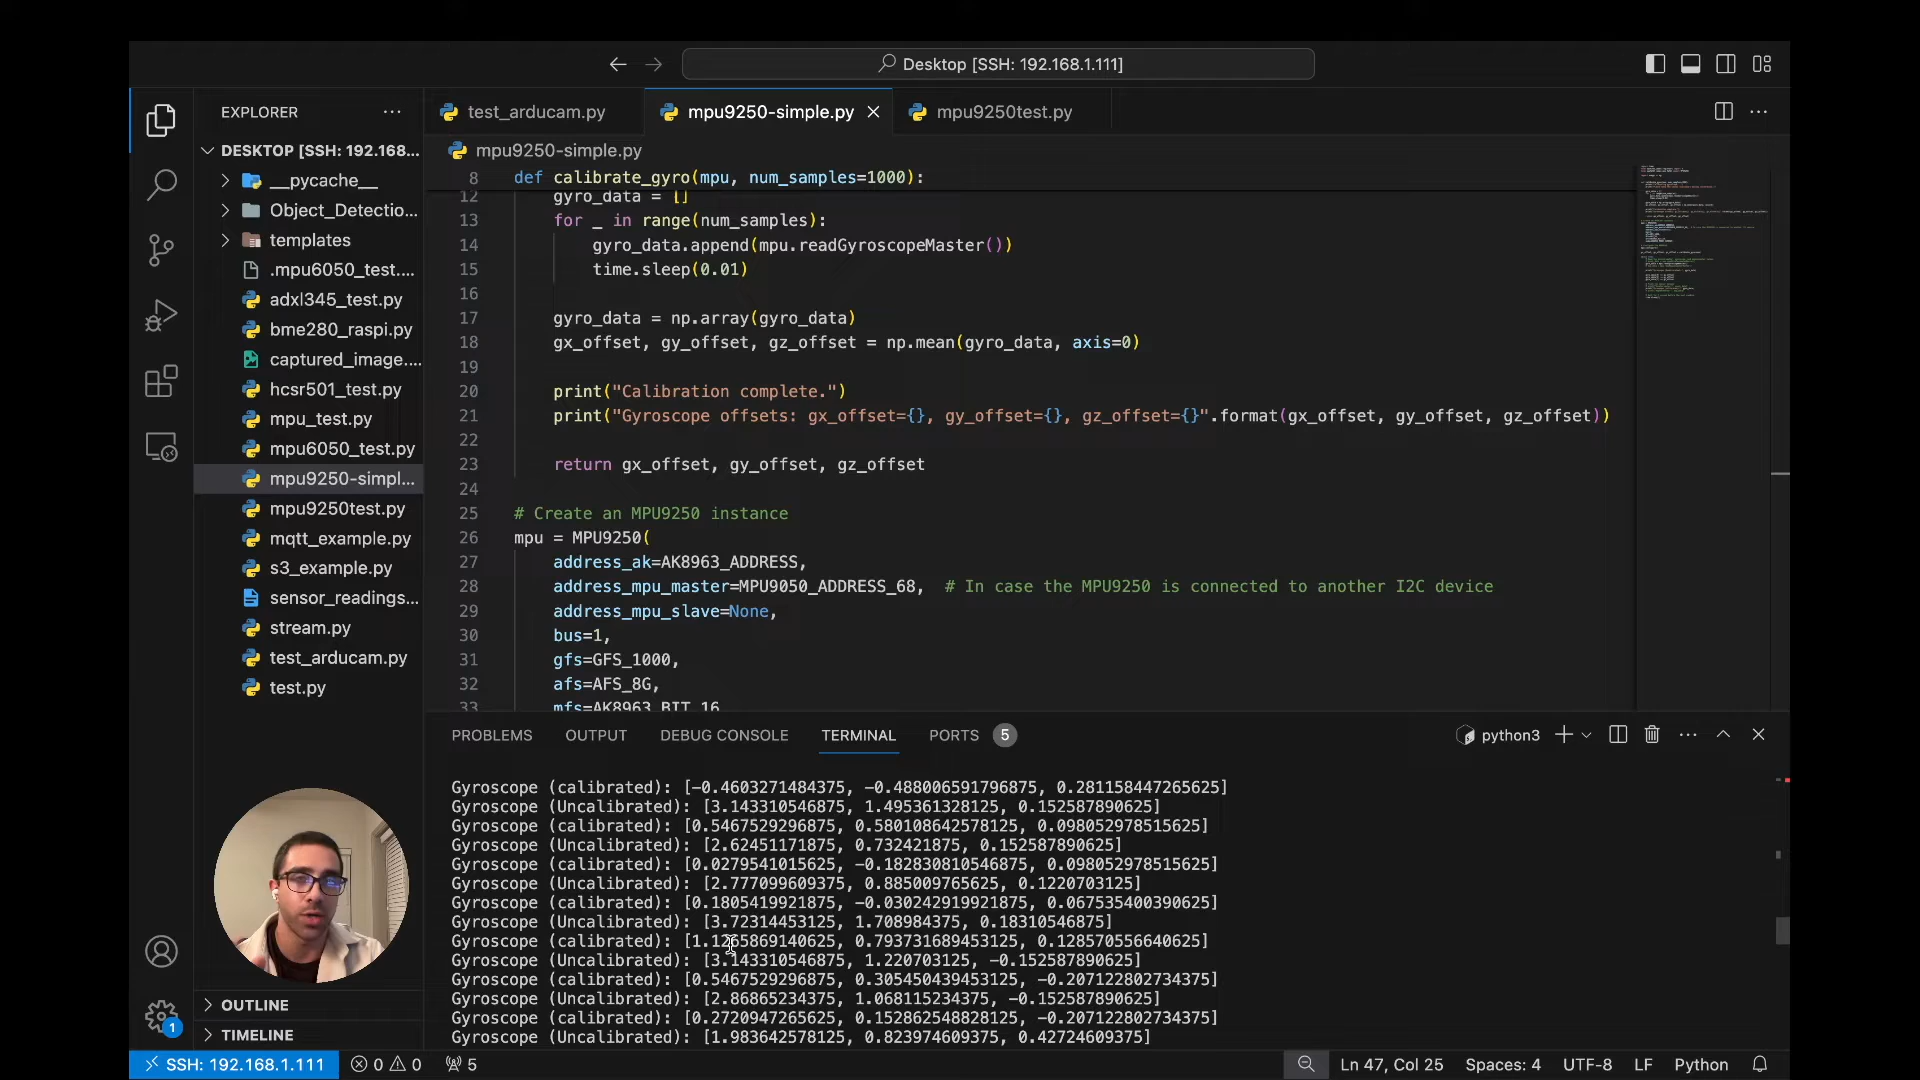 Desktop [SSH: 192.168.1.111]
EXPLORER
test_arducam.py
mpu9250-simple.py
mpu9250test.py
DESKTOP [SSH: 192.168...
__pycache__
Object_Detectio...
templates
.mpu6050_test....
adxl345_test.py
bme280_raspi.py
captured_image....
hcsr501_test.py
mpu_test.py
mpu6050_test.py
mpu9250-simpl...
mpu9250test.py
mqtt_example.py
s3_example.py
sensor_readings...
stream.py
test_arducam.py
test.py
OUTLINE
TIMELINE
mpu9250-simple.py
8 def calibrate_gyro(mpu, num_samples=1000):
12 gyro_data = []
13 for _ in range(num_samples):
14 gyro_data.append(mpu.readGyroscopeMaster())
15 time.sleep(0.01)
16
17 gyro_data = np.array(gyro_data)
18 gx_offset, gy_offset, gz_offset = np.mean(gyro_data, axis=0)
19
20 print("Calibration complete.")
21 print("Gyroscope offsets: gx_offset={}, gy_offset={}, gz_offset={}".format(gx_offset, gy_offset, gz_offset))
22
23 return gx_offset, gy_offset, gz_offset
24
25 # Create an MPU9250 instance
26 mpu = MPU9250(
27 address_ak=AK8963_ADDRESS,
28 address_mpu_master=MPU9050_ADDRESS_68, # In case the MPU9250 is connected to another I2C device
29 address_mpu_slave=None,
30 bus=1,
31 gfs=GFS_1000,
32 afs=AFS_8G,
33 mfs=AK8963_BIT_16
PROBLEMS OUTPUT DEBUG CONSOLE TERMINAL PORTS 5
python3
Gyroscope (calibrated): [-0.4603271484375, -0.488006591796875, 0.281158447265625]
Gyroscope (Uncalibrated): [3.143310546875, 1.495361328125, 0.152587890625]
Gyroscope (calibrated): [0.5467529296875, 0.580108642578125, 0.098052978515625]
Gyroscope (Uncalibrated): [2.62451171875, 0.732421875, 0.152587890625]
Gyroscope (calibrated): [0.0279541015625, -0.182830810546875, 0.098052978515625]
Gyroscope (Uncalibrated): [2.777099609375, 0.885009765625, 0.1220703125]
Gyroscope (calibrated): [0.1805419921875, -0.030242919921875, 0.067535400390625]
Gyroscope (Uncalibrated): [3.72314453125, 1.708984375, 0.18310546875]
Gyroscope (calibrated): [1.1265869140625, 0.793731689453125, 0.128570556640625]
Gyroscope (Uncalibrated): [3.143310546875, 1.220703125, -0.152587890625]
Gyroscope (calibrated): [0.5467529296875, 0.305450439453125, -0.207122802734375]
Gyroscope (Uncalibrated): [2.86865234375, 1.068115234375, -0.152587890625]
Gyroscope (calibrated): [0.2720947265625, 0.152862548828125, -0.207122802734375]
Gyroscope (Uncalibrated): [1.983642578125, 0.823974609375, 0.42724609375]
1
SSH: 192.168.1.111 0 0 5
Ln 47, Col 25 Spaces: 4 UTF-8 LF Python